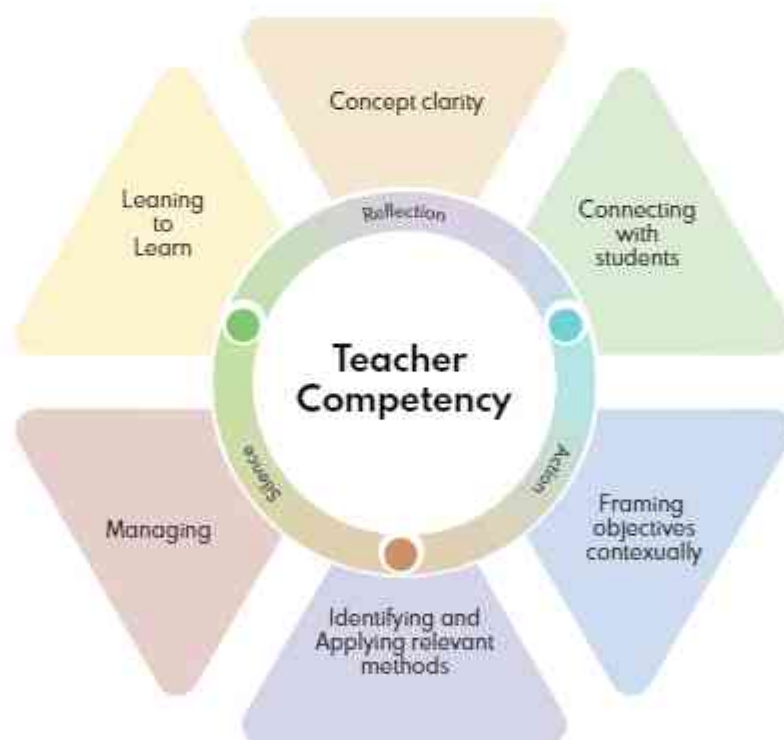 Concept clarity
Connecting
with
students
Framing
objectives
contexually
Identifying and
Applying relevant
methods
Managing
Leaning
to
Learn
Reflection
Action
Silence
Teacher
Competency